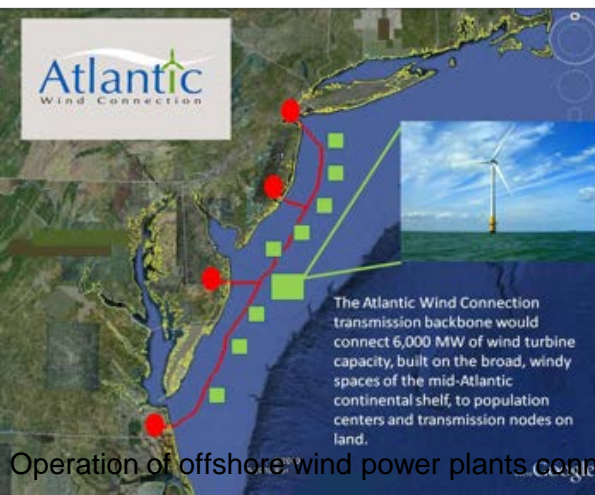 Atlantic
Wind Connection
The Atlantic Wind Connection
transmission backbone would
connect 6,000 MW of wind turbine
capacity, built on the broad, windy
spaces of the mid-Atlantic
continental shelf, to population
centers and transmission nodes on
land.
Operation of offshore wind power plants
Google